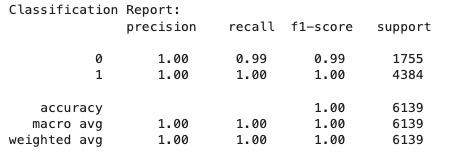 Classification Report:
precision recall f1-score support
0 1.00 0.99 0.99 1755
1 1.00 1.00 1.00 4384
accuracy 1.00 6139
macro avg 1.00 1.00 1.00 6139
weighted avg 1.00 1.00 1.00 6139